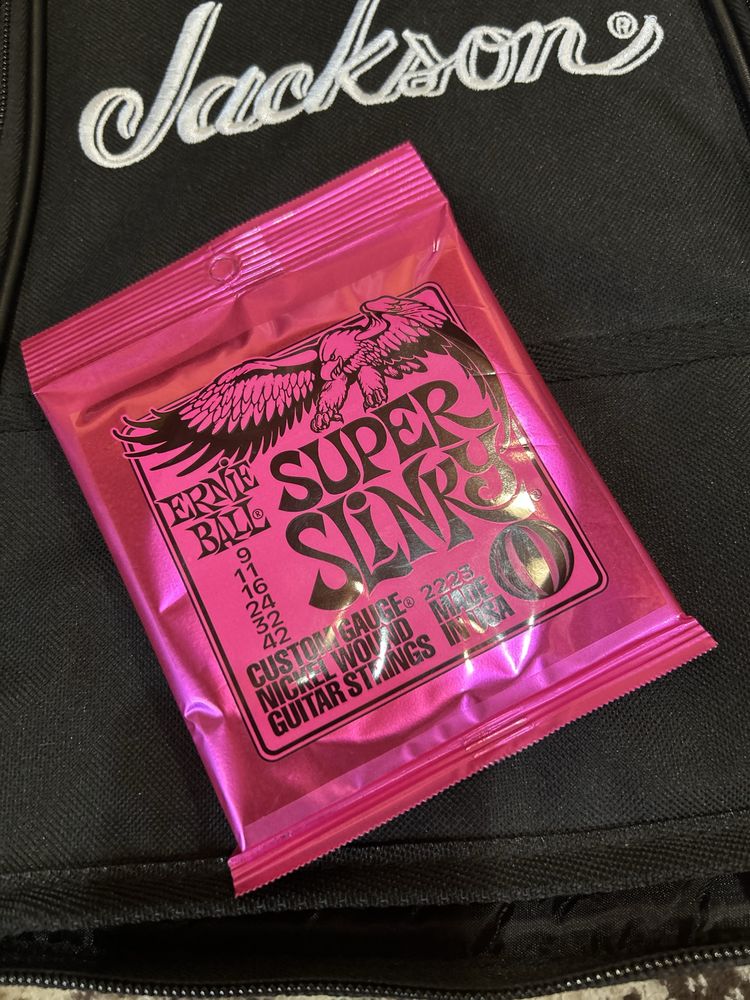 Jackson®
SUPER
SLINKY®
ERNIE
BALL®
9
11
16
24
32
42
CUSTOM GAUGE®
NICKEL WOUND
GUITAR STRINGS
2223
MADE
IN USA